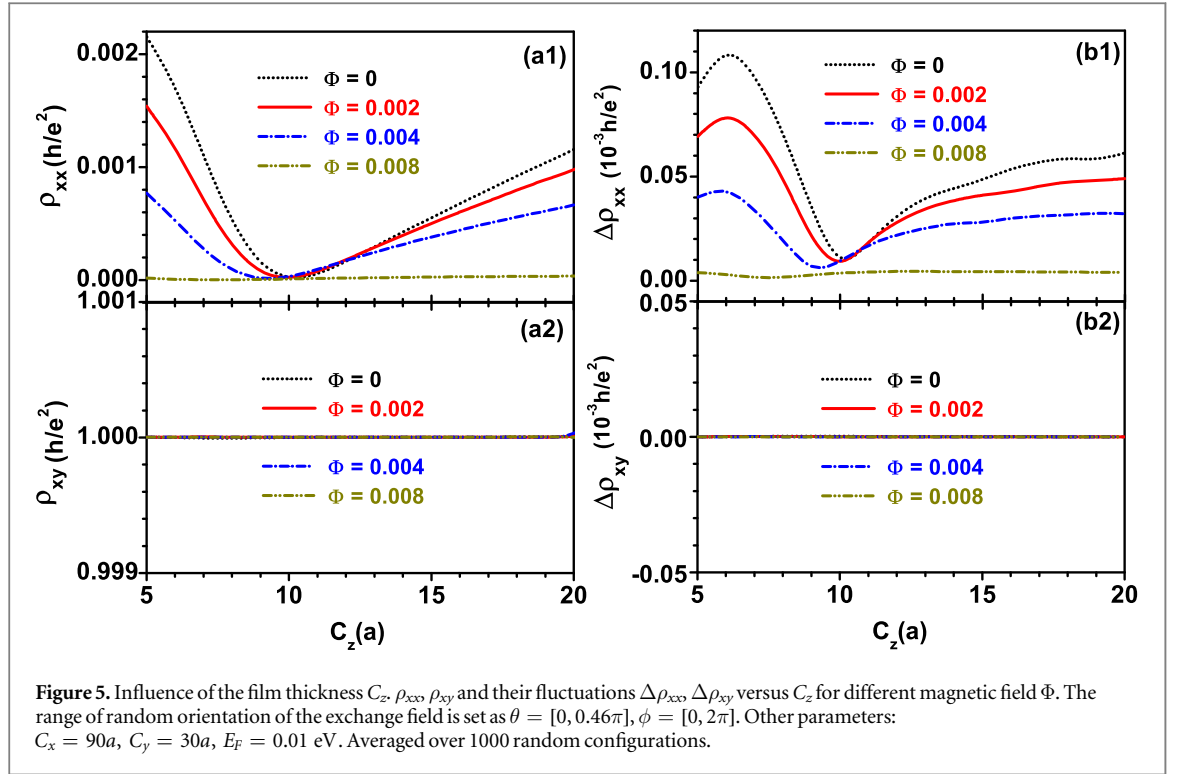 (a1)
ρxx (h/e²)
0.002
0.001
0.000
Φ = 0
Φ = 0.002
Φ = 0.004
Φ = 0.008
(b1)
Δρxx (10⁻³h/e²)
0.10
0.05
0.00
Φ = 0
Φ = 0.002
Φ = 0.004
Φ = 0.008
(a2)
ρxy (h/e²)
1.001
1.000
0.999
Φ = 0
Φ = 0.002
Φ = 0.004
Φ = 0.008
5 10 15 20
Cz(a)
(b2)
Δρxy (10⁻³h/e²)
0.05
0.00
-0.05
Φ = 0
Φ = 0.002
Φ = 0.004
Φ = 0.008
5 10 15 20
Cz(a)
Figure 5. Influence of the film thickness Cz. ρxx, ρxy and their fluctuations Δρxx, Δρxy versus Cz for different magnetic field Φ. The
range of random orientation of the exchange field is set as θ = [0, 0.46π], ϕ = [0, 2π]. Other parameters:
Cx = 90a, Cy = 30a, EF = 0.01 eV. Averaged over 1000 random configurations.